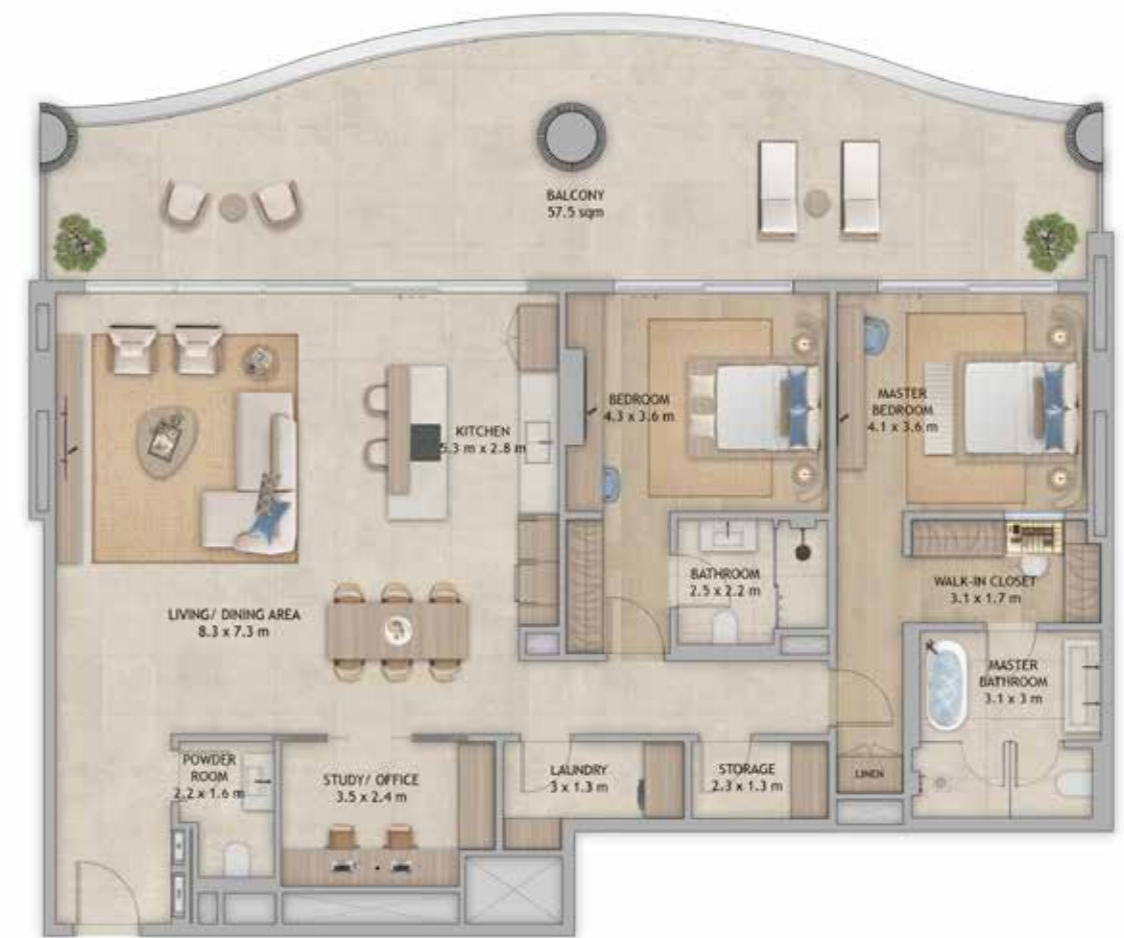 BALCONY
57.5 sqm
BEDROOM
4.3 x 3.6 m
MASTER
BEDROOM
4.1 x 3.6 m
KITCHEN
5.3 m x 2.8 m
BATHROOM
2.5 x 2.2 m
WALK-IN CLOSET
3.1 x 1.7 m
LIVING/ DINING AREA
8.3 x 7.3 m
MASTER
BATHROOM
3.1 x 3 m
POWDER
ROOM
2.2 x 1.6 m
STUDY/ OFFICE
3.5 x 2.4 m
LAUNDRY
3 x 1.3 m
STORAGE
2.3 x 1.3 m
LINEN